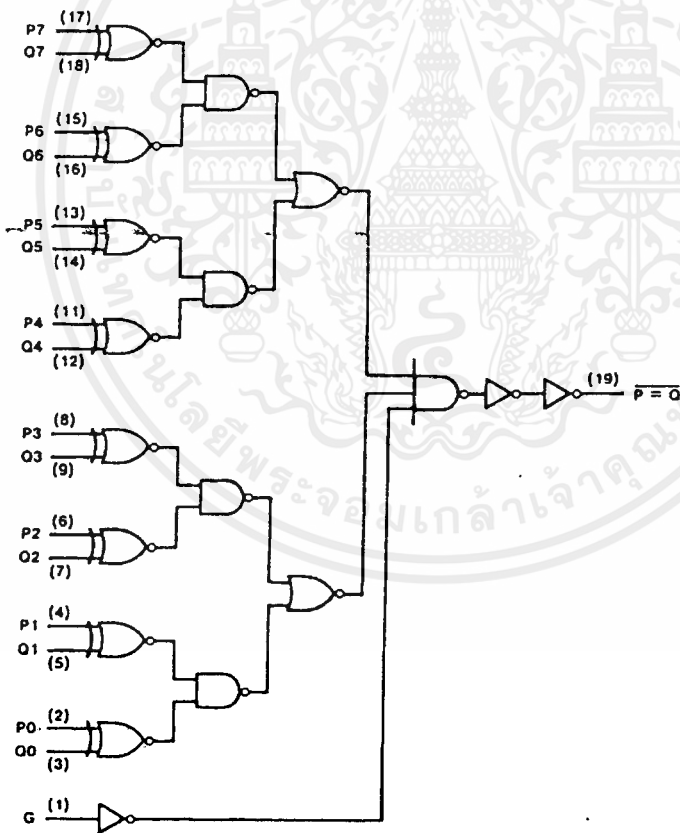 (17)
P7
Q7
(18)
(15)
P6
Q6
(16)
(13)
P5
Q5
(14)
(11)
P4
Q4
(12)
(19) P = Q
(8)
P3
Q3
(9)
(6)
P2
Q2
(7)
(4)
P1
Q1
(5)
(2)
P0
Q0
(3)
(1)
G